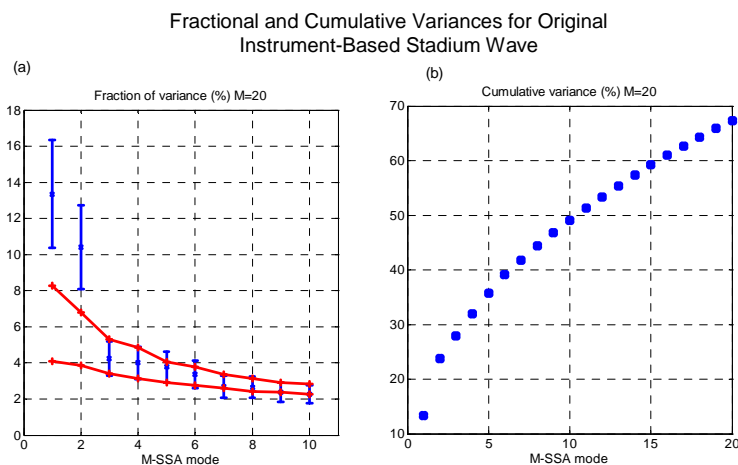 Fractional and Cumulative Variances for Original
Instrument-Based Stadium Wave
(a)
(b)
Fraction of variance (%) M=20
18
16
14
12
10
8
6
4
2
0
0 2 4 6 8 10
M-SSA mode
Cumulative variance (%) M=20
70
60
50
40
30
20
10
0 5 10 15 20
M-SSA mode